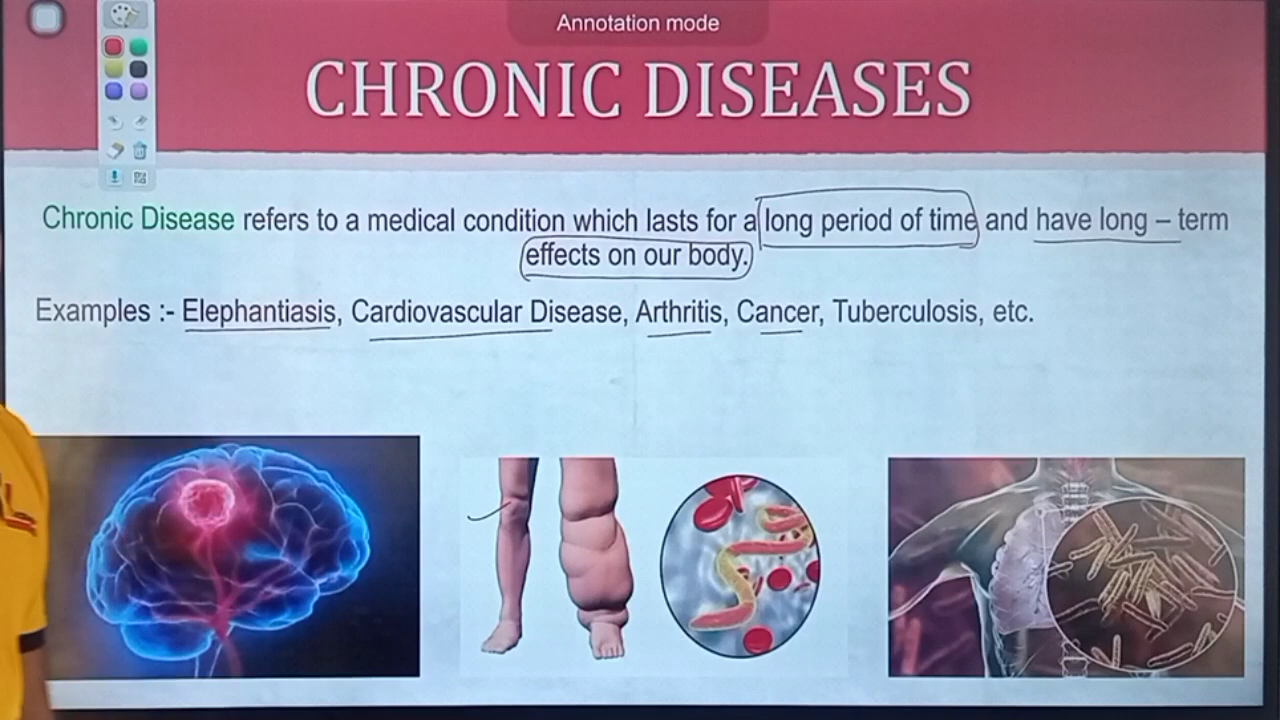 Annotation mode
CHRONIC DISEASES
Chronic Disease refers to a medical condition which lasts for a long period of time and have long – term
effects on our body.
Examples :- Elephantiasis, Cardiovascular Disease, Arthritis, Cancer, Tuberculosis, etc.